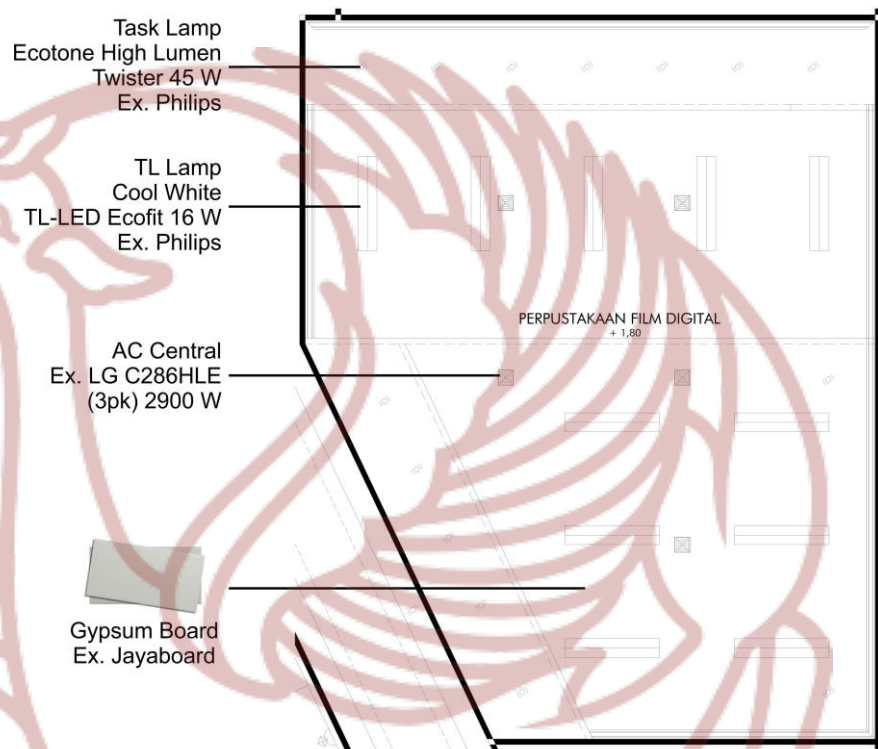 Task Lamp
Ecotone High Lumen
Twister 45 W
Ex. Philips
TL Lamp
Cool White
TL-LED Ecofit 16 W
Ex. Philips
PERPUSTAKAAN FILM DIGITAL
+ 1,80
AC Central
Ex. LG C286HLE
(3pk) 2900 W
Gypsum Board
Ex. Jayaboard